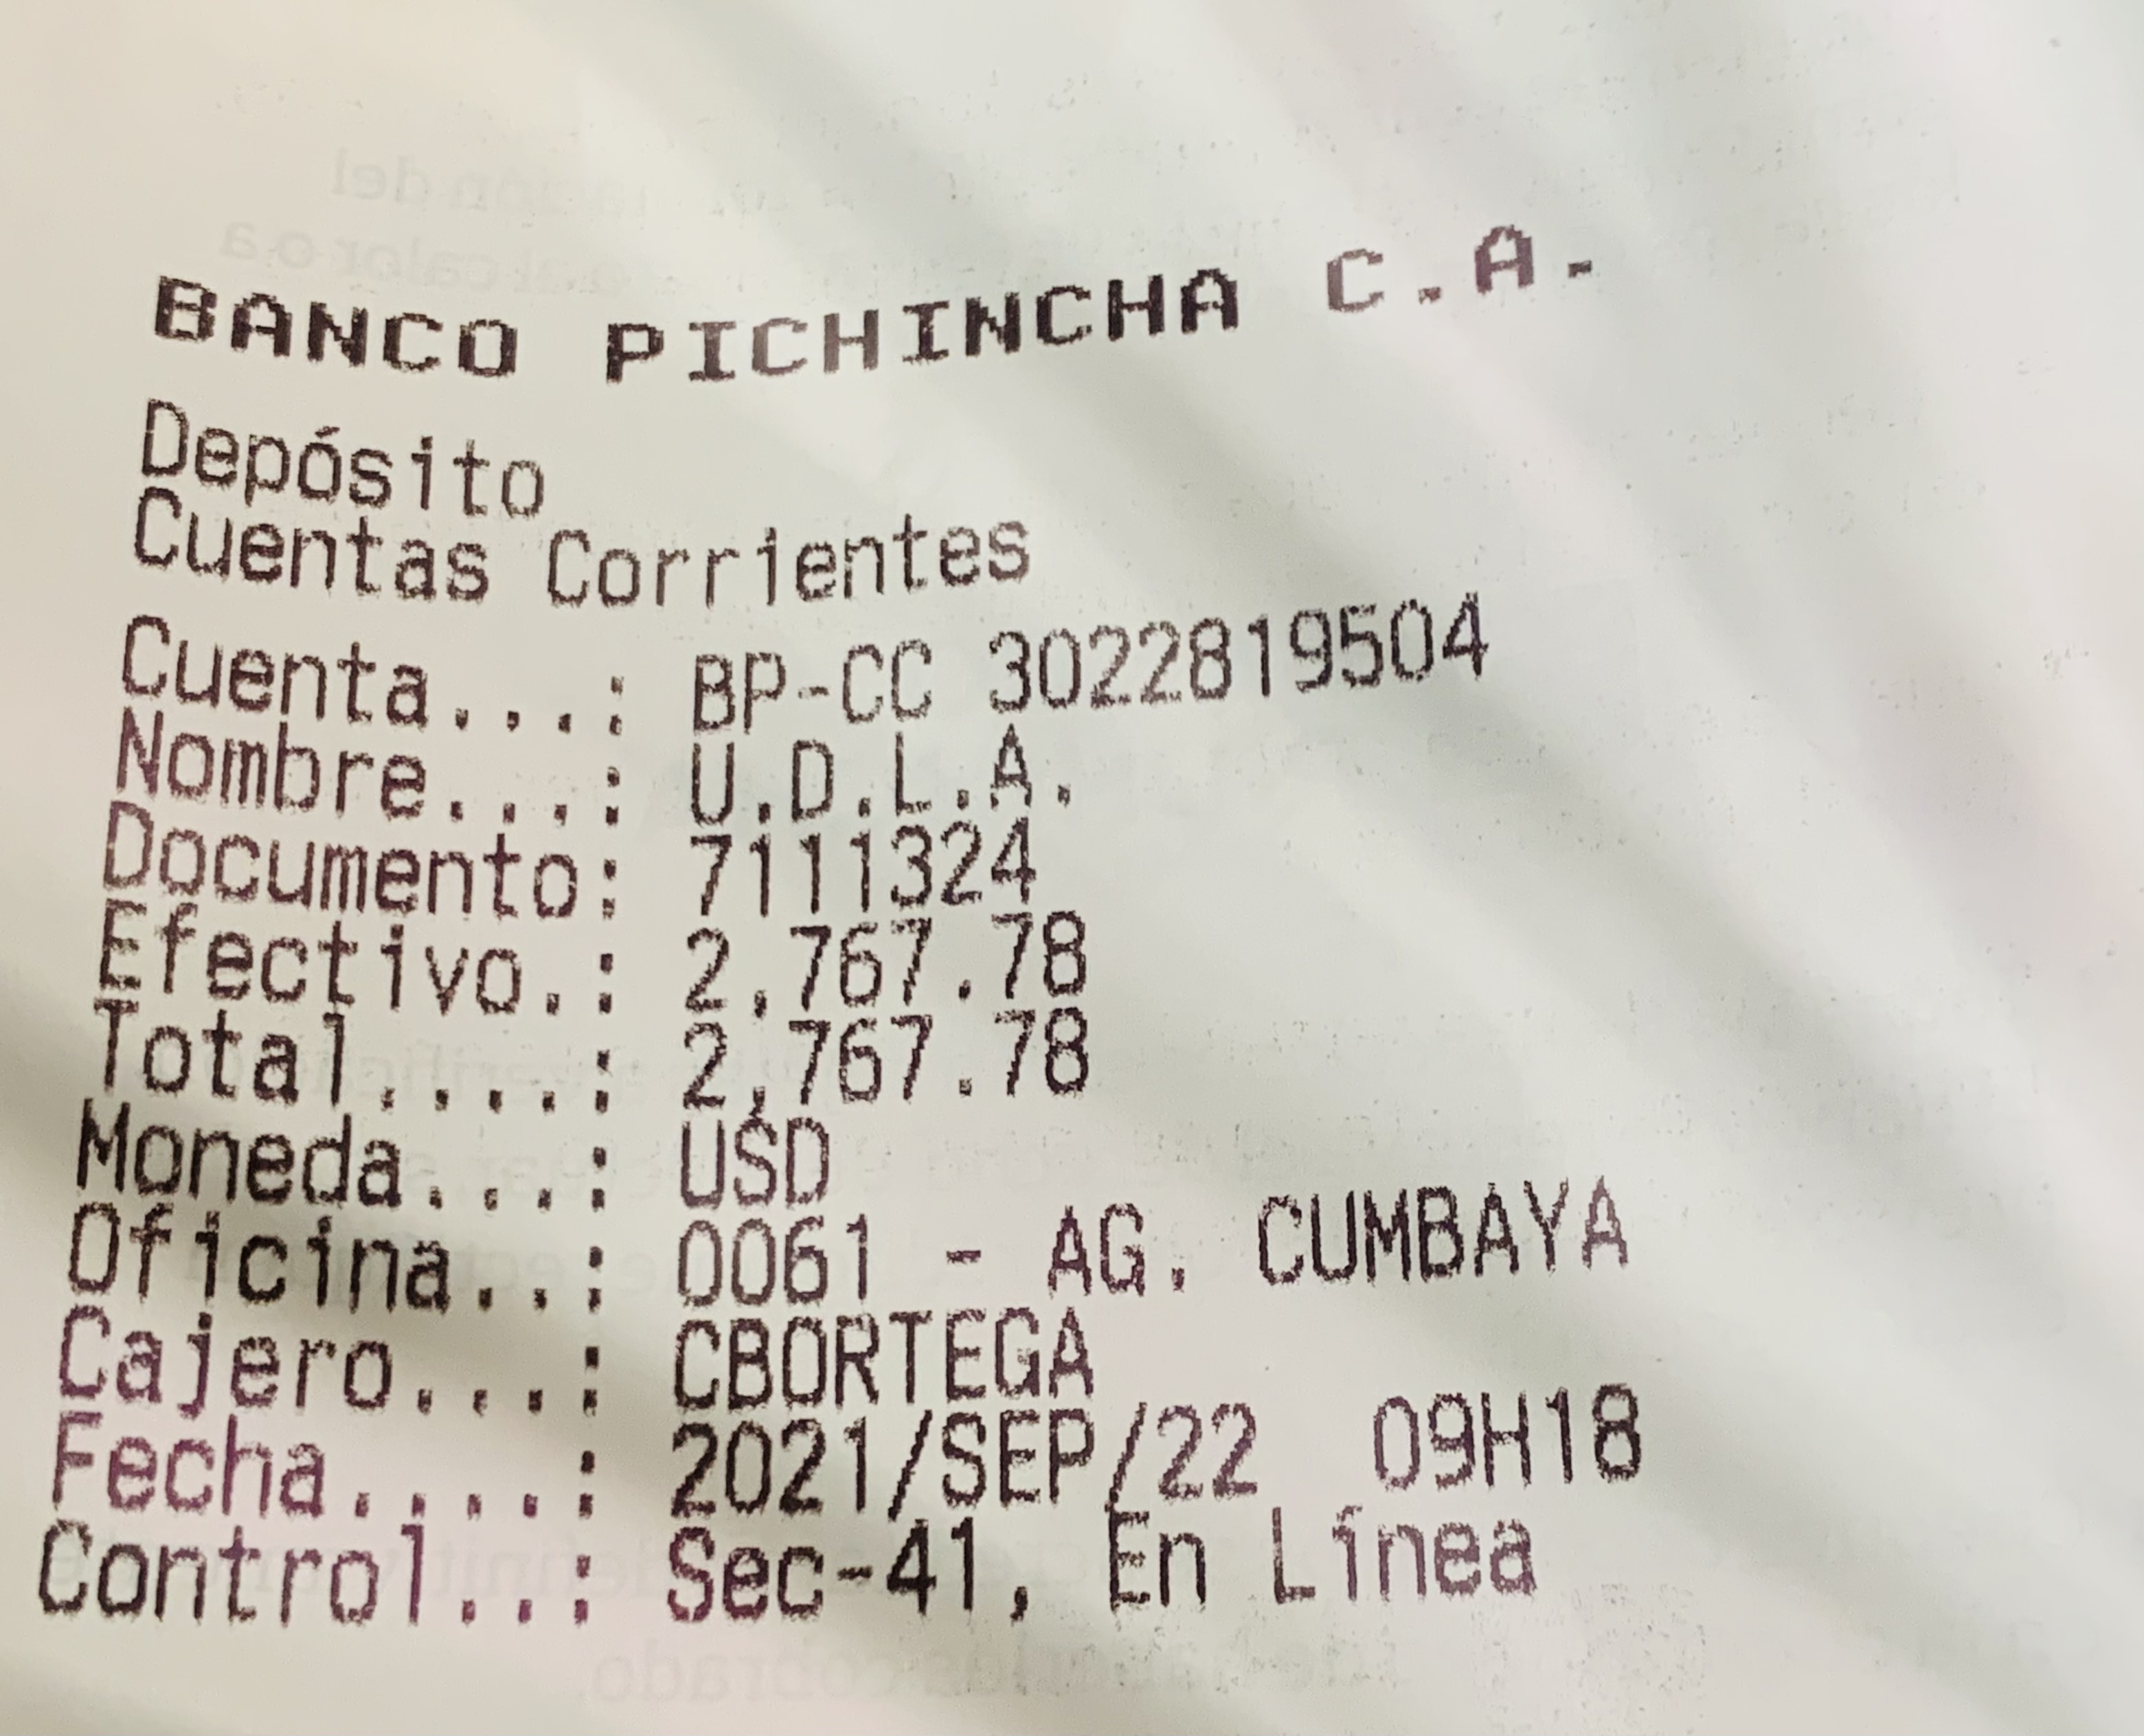 BANCO PICHINCHA C.A.
Depósito
Cuentas Corrientes
Cuenta...: BP-CC 3022819504
Nombre...: U.D.L.A.
Documento: 7111324
Efectivo.: 2,767.78
Total....: 2,767.78
Moneda...: USD
Oficina..: 0061 - AG. CUMBAYA
Cajero...: CBORTEGA
Fecha....: 2021/SEP/22  09H18
Control..: Sec-41, En Línea